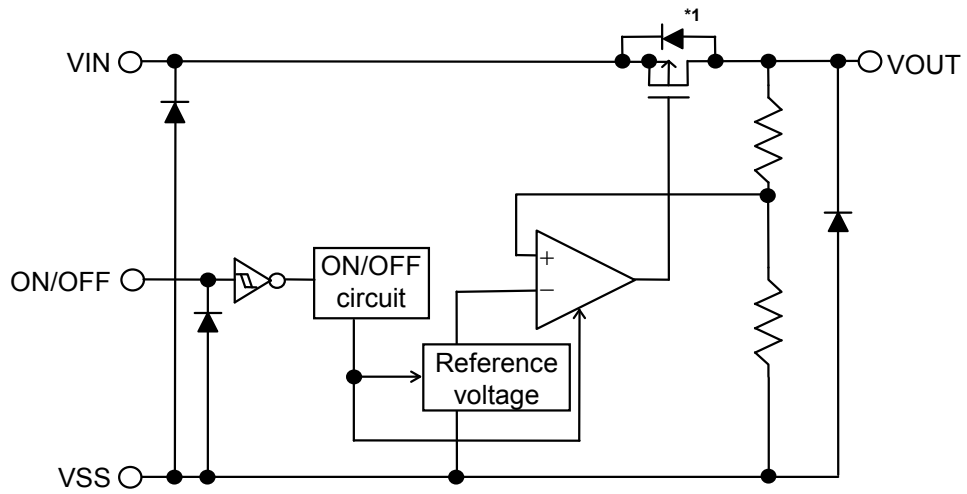 *1
VIN
VOUT
ON/OFF
ON/OFF
circuit
+
−
Reference
voltage
VSS